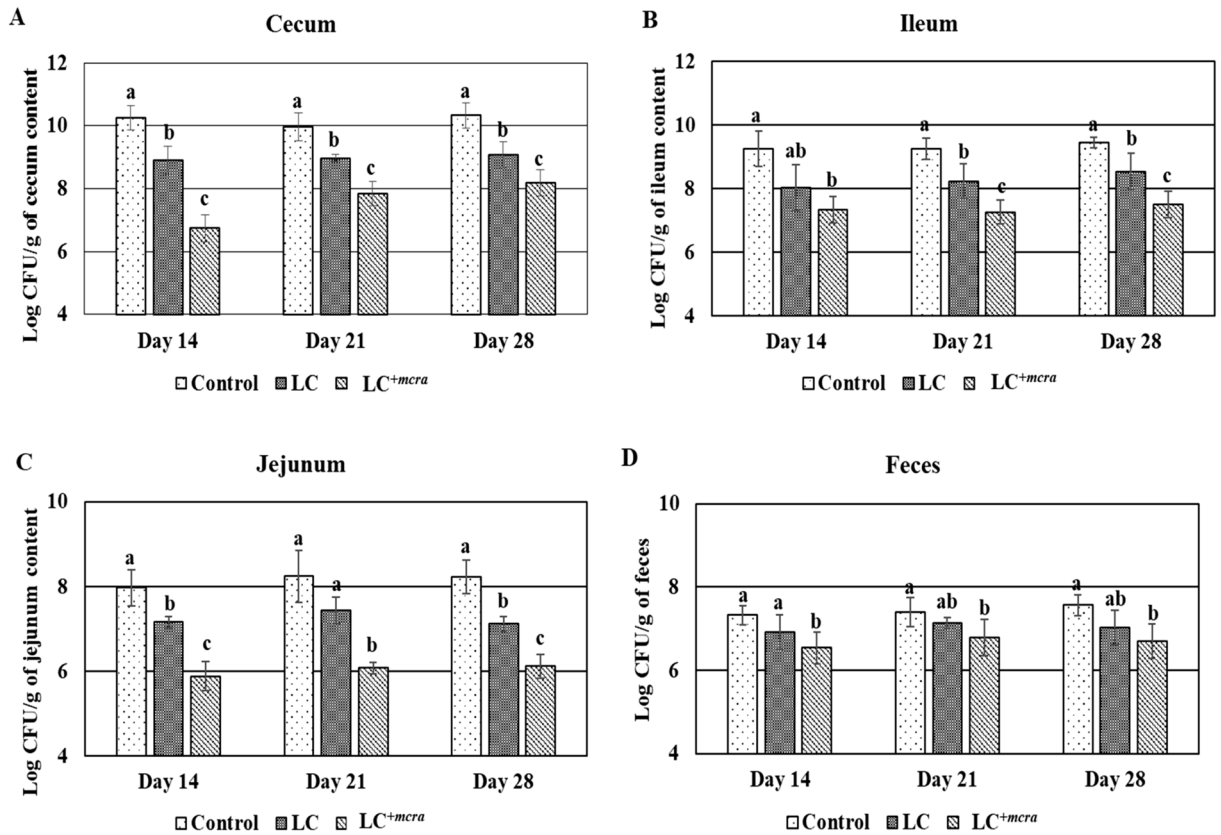 A
Cecum
Log CFU/g of cecum content
12
10
8
6
4
a
b
c
a
b
c
a
b
c
Day 14
Day 21
Day 28
Control LC LC+mcra
B
Ileum
Log CFU/g of ileum content
12
10
8
6
4
a
ab
b
a
b
c
a
b
c
Day 14
Day 21
Day 28
Control LC LC+mcra
C
Jejunum
Log CFU/g of jejunum content
10
8
6
4
a
b
c
a
a
b
a
b
c
Day 14
Day 21
Day 28
Control LC LC+mcra
D
Feces
Log CFU/g of feces
10
8
6
4
a
a
b
a
ab
b
a
ab
b
Day 14
Day 21
Day 28
Control LC LC+mcra